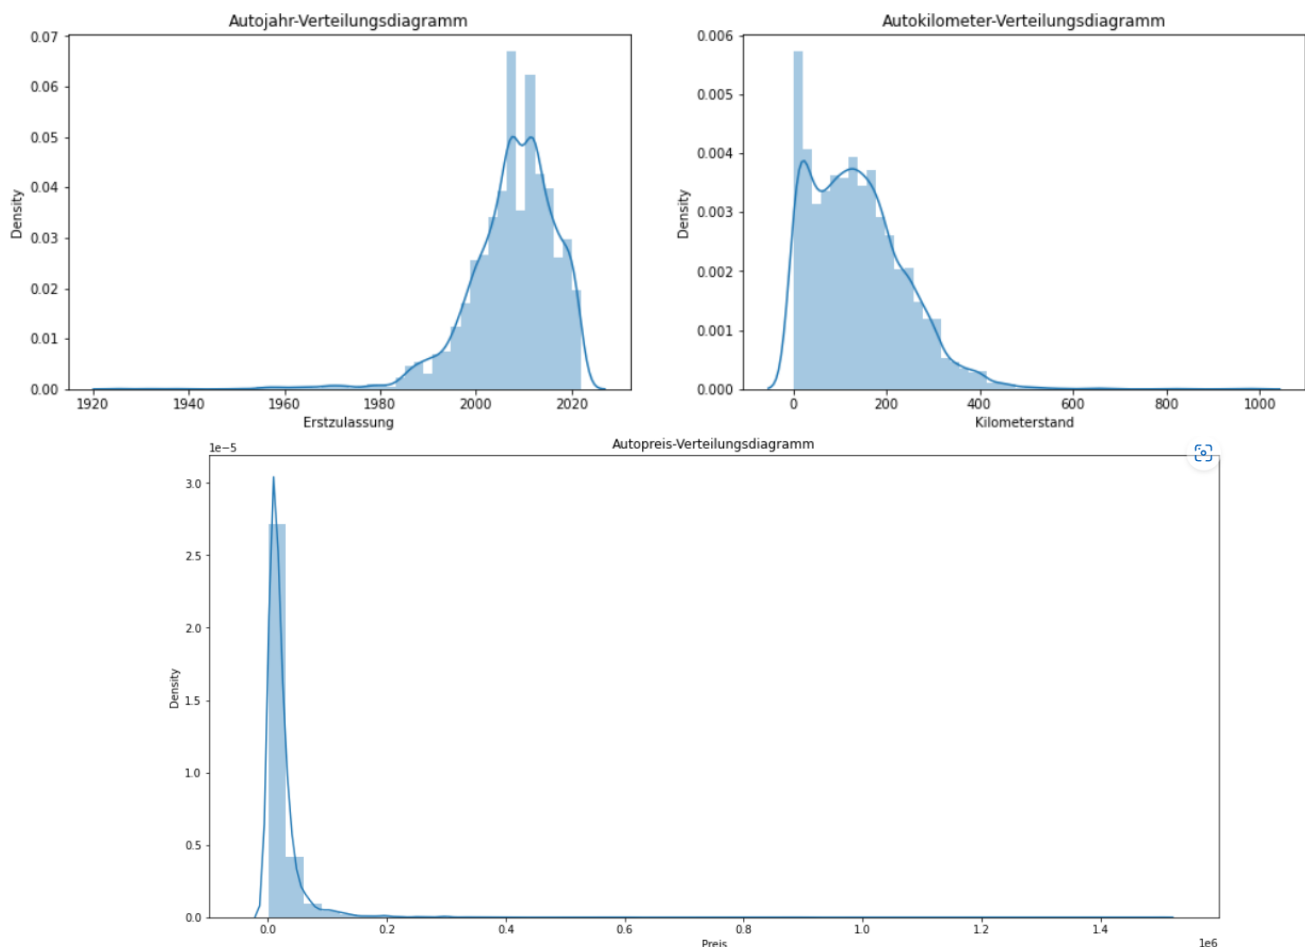 Autojahr-Verteilungsdiagramm
0.07
0.06
0.05
0.04
0.03
0.02
0.01
0.00
Density
1920 1940 1960 1980 2000 2020
Erstzulassung
Autokilometer-Verteilungsdiagramm
0.006
0.005
0.004
0.003
0.002
0.001
0.000
Density
0 200 400 600 800 1000
Kilometerstand
Autopreis-Verteilungsdiagramm
1e−5
3.0
2.5
2.0
1.5
1.0
0.5
0.0
Density
0.0 0.2 0.4 0.6 0.8 1.0 1.2 1.4
Preis
1e6